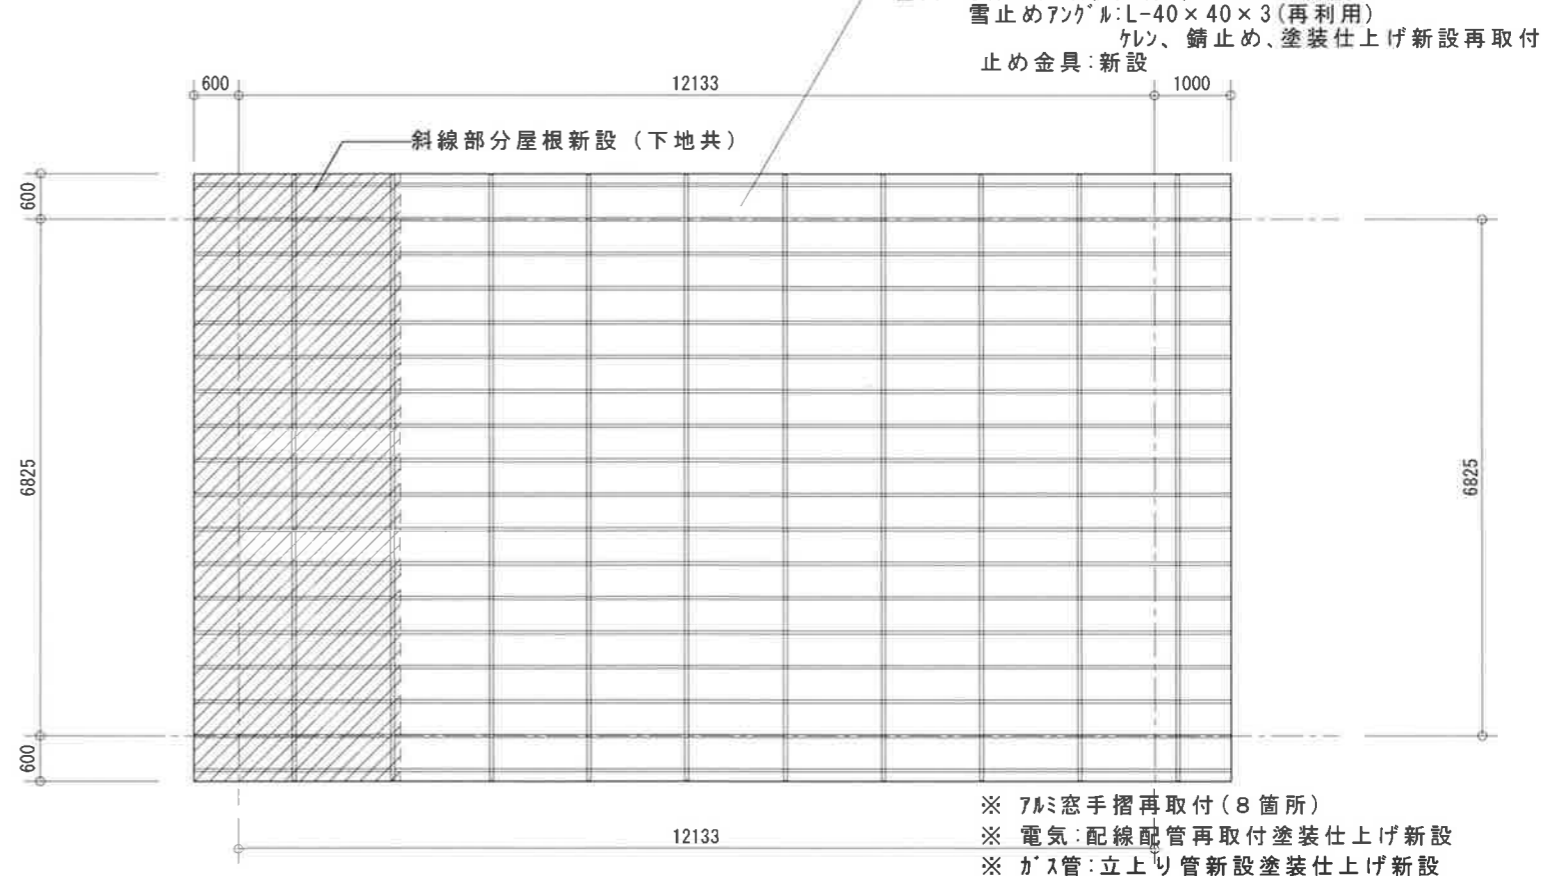 雪止めｱﾝｸﾞﾙ:L-40×40×3(再利用)
ｹﾚﾝ、錆止め、塗装仕上げ新設再取付
止め金具:新設
600
12133
1000
斜線部分屋根新設（下地共）
600
6825
6825
600
※ ｱﾙﾐ窓手摺再取付(8箇所)
12133
※ 電気:配線配管再取付塗装仕上げ新設
※ ｶﾞｽ管:立上り管新設塗装仕上げ新設